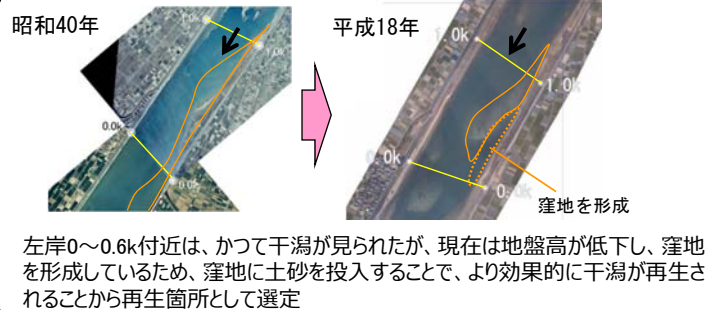 昭和40年
平成18年
1.0k
1.0k
0.0k
0.0k
1.0k
1.0k
0.0k
0.0k
窪地を形成
左岸0～0.6k付近は、かつて干潟が見られたが、現在は地盤高が低下し、窪地
を形成しているため、窪地に土砂を投入することで、より効果的に干潟が再生さ
れることから再生箇所として選定